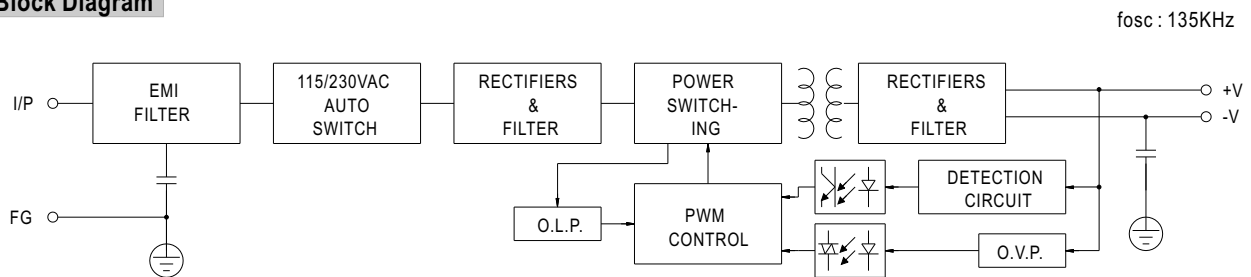 Block Diagram
fosc : 135KHz
I/P
EMI
FILTER
115/230VAC
AUTO
SWITCH
RECTIFIERS
&
FILTER
POWER
SWITCH-
ING
RECTIFIERS
&
FILTER
+V
-V
FG
O.L.P.
PWM
CONTROL
DETECTION
CIRCUIT
O.V.P.